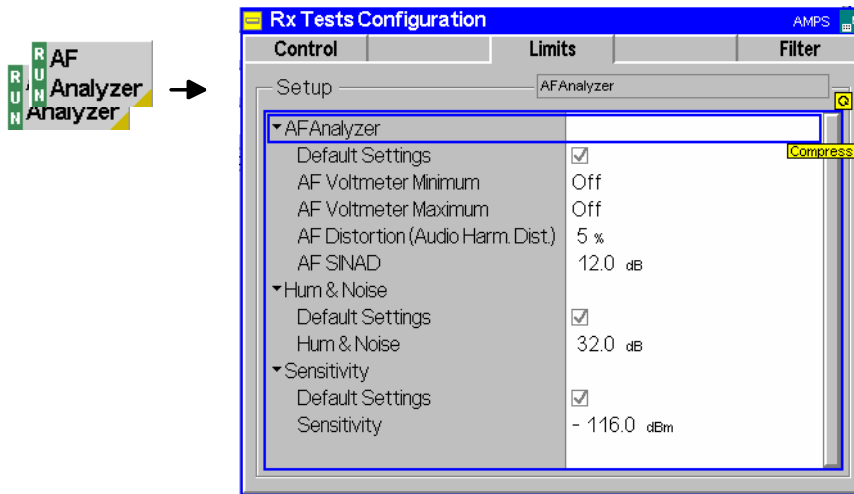 RUN
AF
Analyzer
RUN
Analyzer
Rx Tests Configuration AMPS
Control Limits Filter
Setup AFAnalyzer
AFAnalyzer
Compress
Default Settings
AF Voltmeter Minimum Off
AF Voltmeter Maximum Off
AF Distortion (Audio Harm. Dist.) 5 %
AF SINAD 12.0 dB
Hum & Noise
Default Settings
Hum & Noise 32.0 dB
Sensitivity
Default Settings
Sensitivity - 116.0 dBm